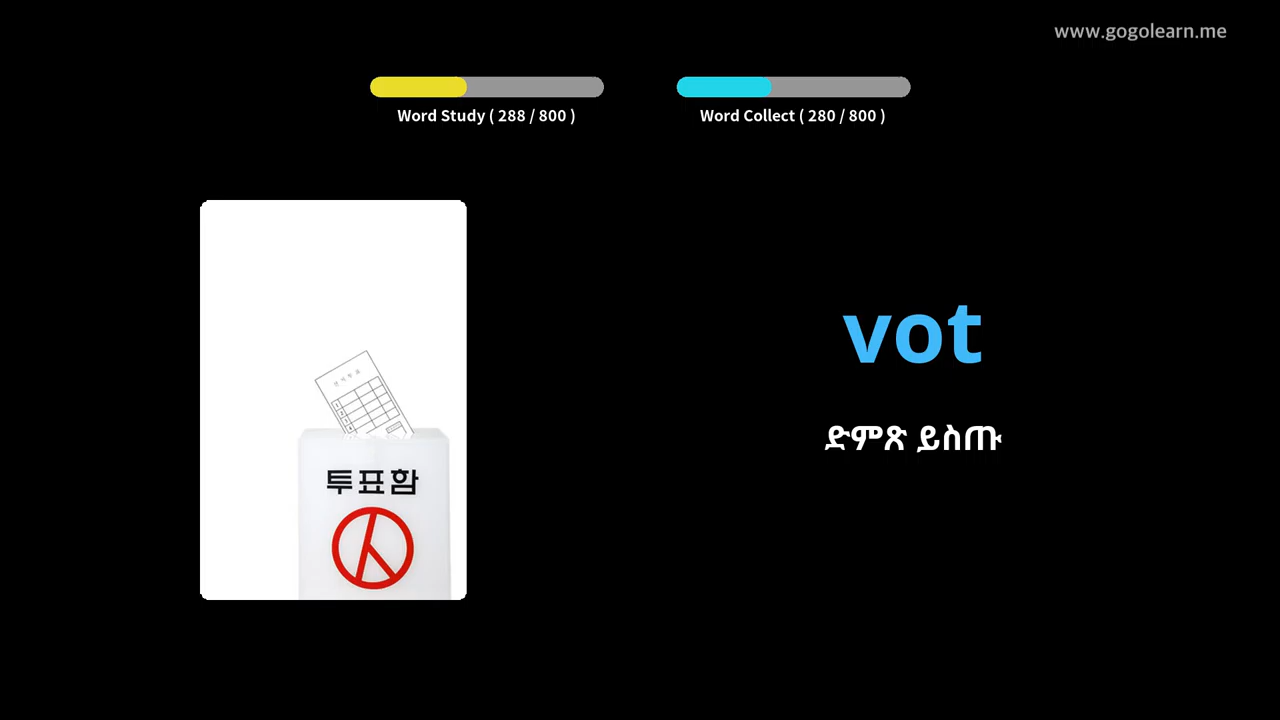 www.gogolearn.me
Word Study ( 288 / 800 )
Word Collect ( 280 / 800 )
투표함
vot
ድምጽ ይስጡ